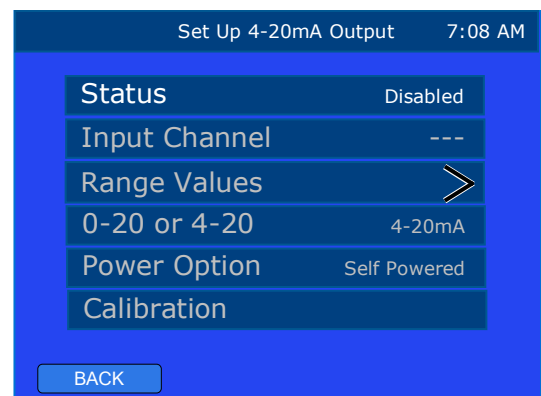 Set Up 4-20mA Output 7:08 AM
Status Disabled
Input Channel ---
Range Values
0-20 or 4-20 4-20mA
Power Option Self Powered
Calibration
BACK